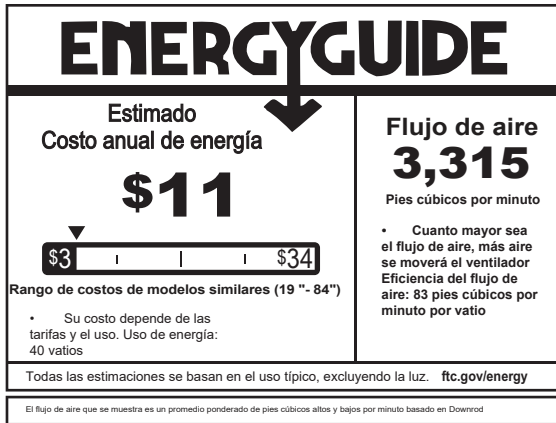 ENERGYGUIDE
Estimado
Costo anual de energía
$11
$3
$34
Rango de costos de modelos similares (19 "- 84")
• Su costo depende de las
tarifas y el uso. Uso de energía:
40 vatios
Flujo de aire
3,315
Pies cúbicos por minuto
• Cuanto mayor sea
el flujo de aire, más aire
se moverá el ventilador
Eficiencia del flujo de
aire: 83 pies cúbicos por
minuto por vatio
Todas las estimaciones se basan en el uso típico, excluyendo la luz. ftc.gov/energy
El flujo de aire que se muestra es un promedio ponderado de pies cúbicos altos y bajos por minuto basado en Downrod